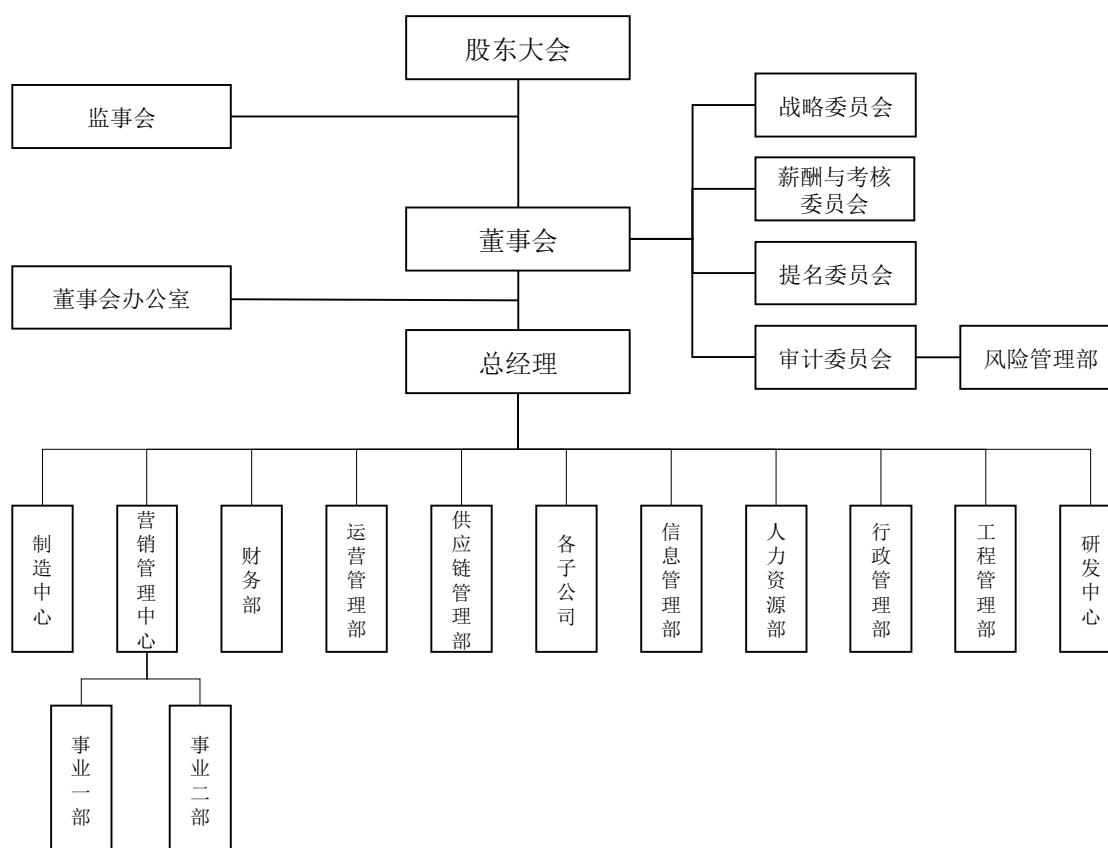 股东大会
监事会
战略委员会
薪酬与考核
委员会
董事会
提名委员会
董事会办公室
总经理
审计委员会
风险管理部
制造中心
营销管理中心
财务部
运营管理部
供应链管理部
各子公司
信息管理部
人力资源部
行政管理部
工程管理部
研发中心
事业一部
事业二部